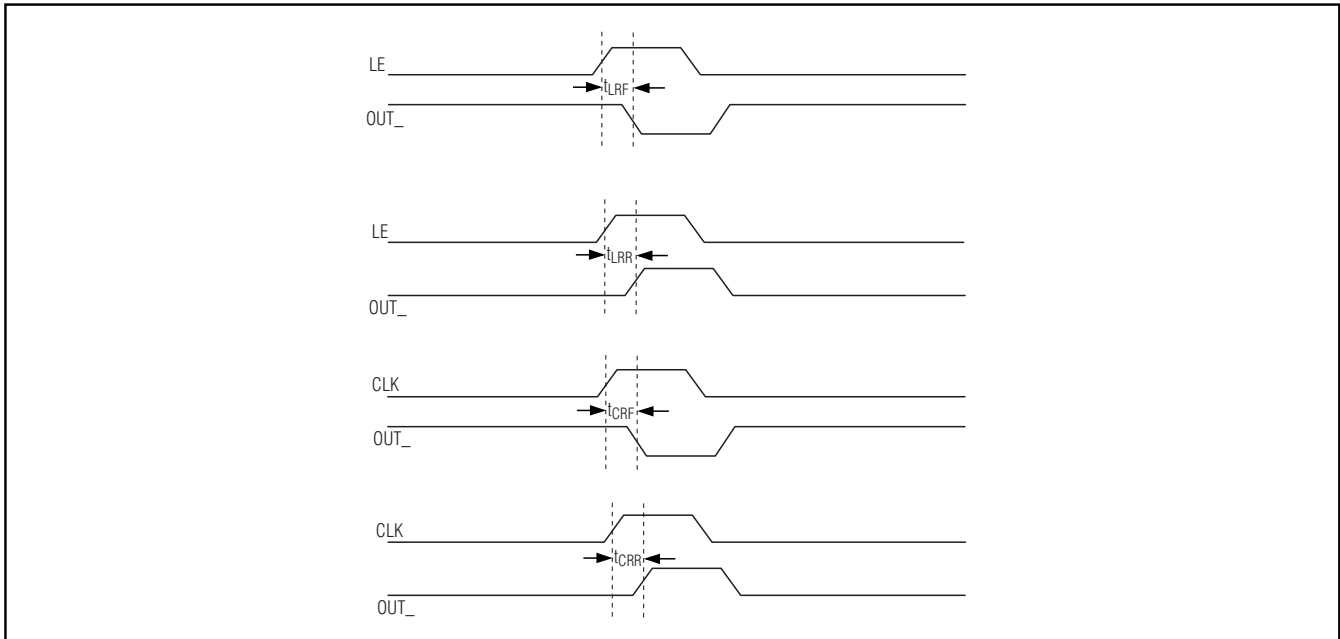 LE
tLRF
OUT_
LE
tLRR
OUT_
CLK
tCRF
OUT_
CLK
tCRR
OUT_